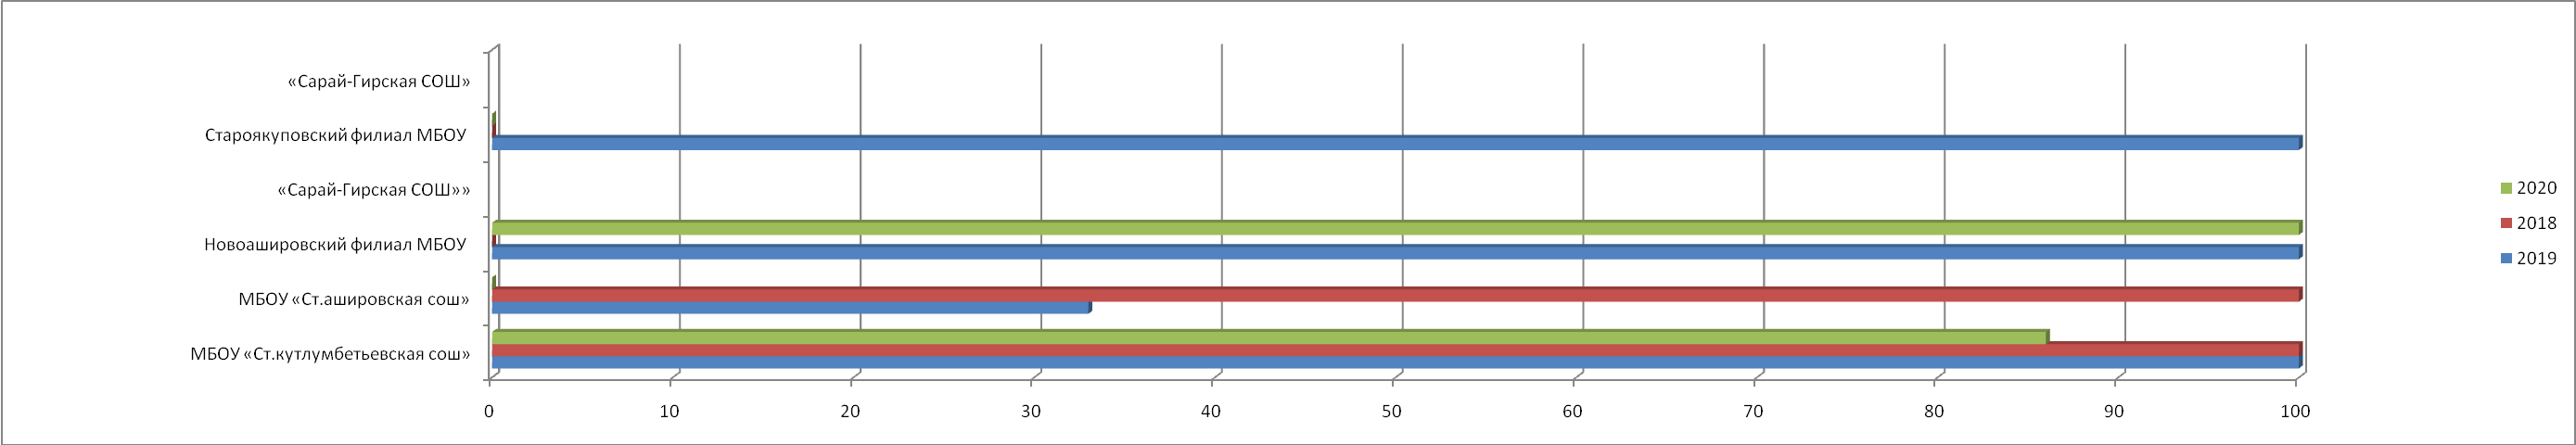 «Сарай-Гирская СОШ»
Староякуповский филиал МБОУ
«Сарай-Гирская СОШ»»
Новоашировский филиал МБОУ
МБОУ «Ст.ашировская сош»
МБОУ «Ст.кутлумбетьевская сош»
0 10 20 30 40 50 60 70 80 90 100
2020
2018
2019